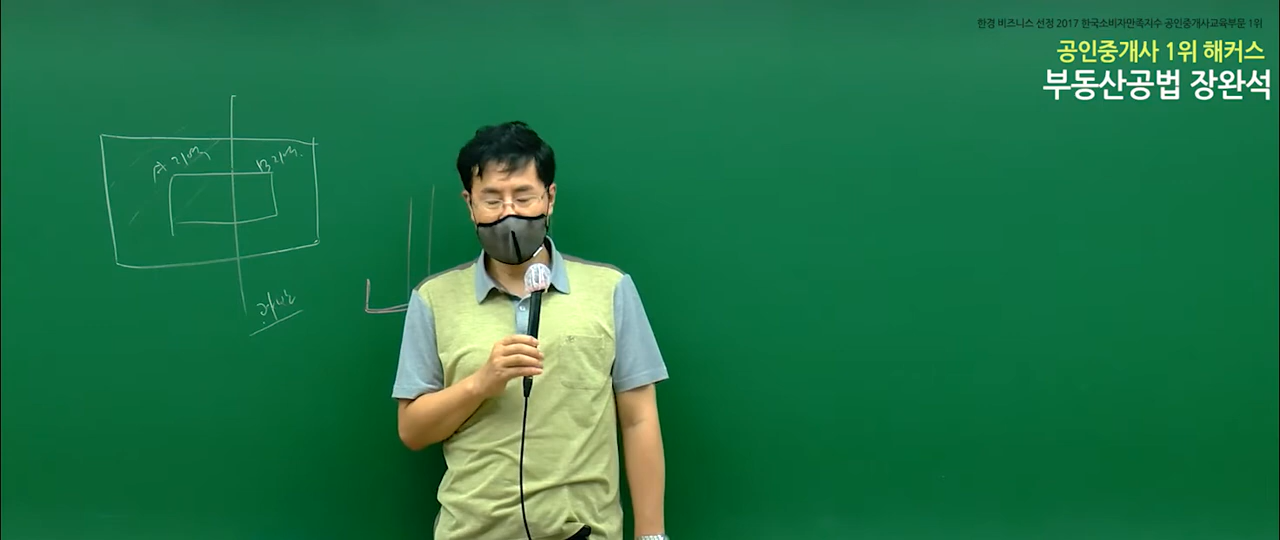 한경 비즈니스 선정 2017 한국소비자만족지수 공인중개사교육부문 1위
공인중개사 1위 해커스
부동산공법 장완석
A 지역
B 지역